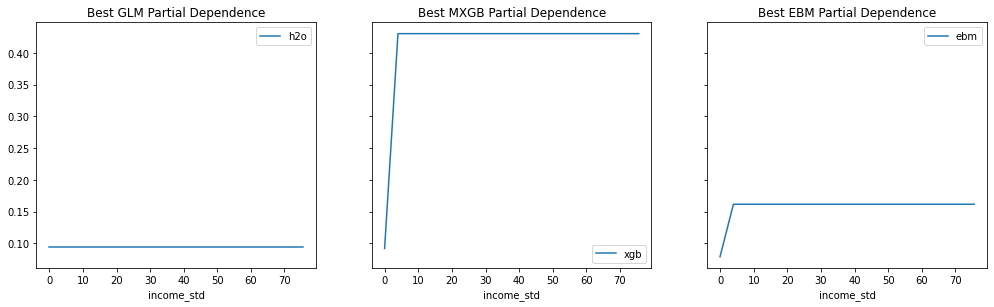 Best GLM Partial Dependence
h2o
0.40
0.35
0.30
0.25
0.20
0.15
0.10
0 10 20 30 40 50 60 70
income_std
Best MXGB Partial Dependence
xgb
0 10 20 30 40 50 60 70
income_std
Best EBM Partial Dependence
ebm
0 10 20 30 40 50 60 70
income_std